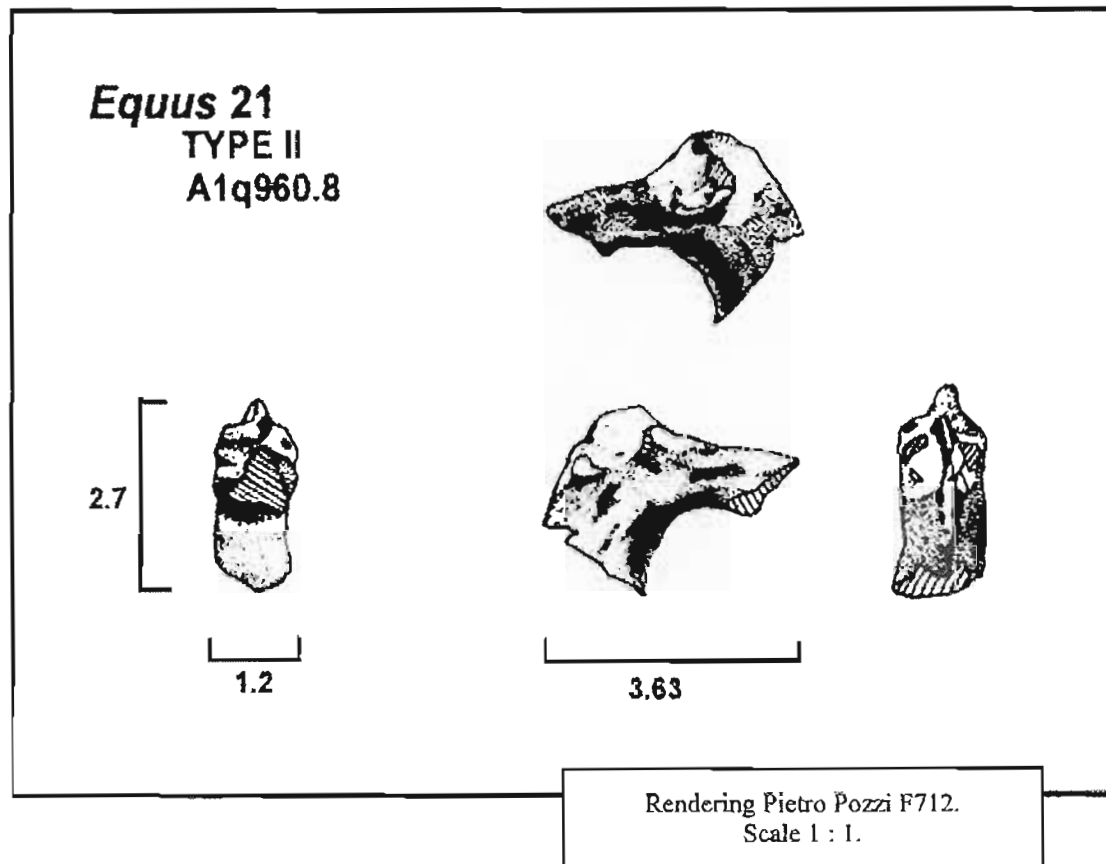 Equus 21
TYPE II
A1q960.8
2.7
1.2
3.63
Rendering Pietro Pozzi F712.
Scale 1 : 1.